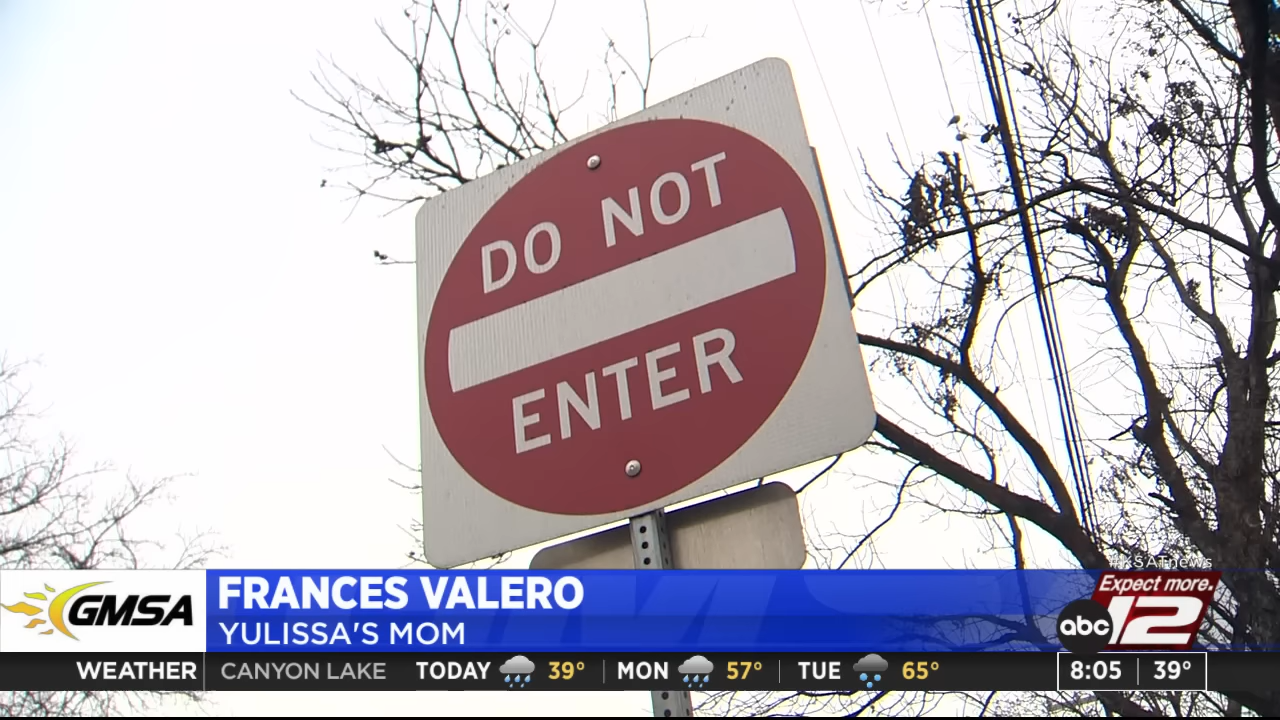 DO NOT
ENTER
#KSATnews
GMSA
FRANCES VALERO
YULISSA'S MOM
Expect more.
abc 12
WEATHER CANYON LAKE TODAY 39° MON 57° TUE 65° 8:05 39°